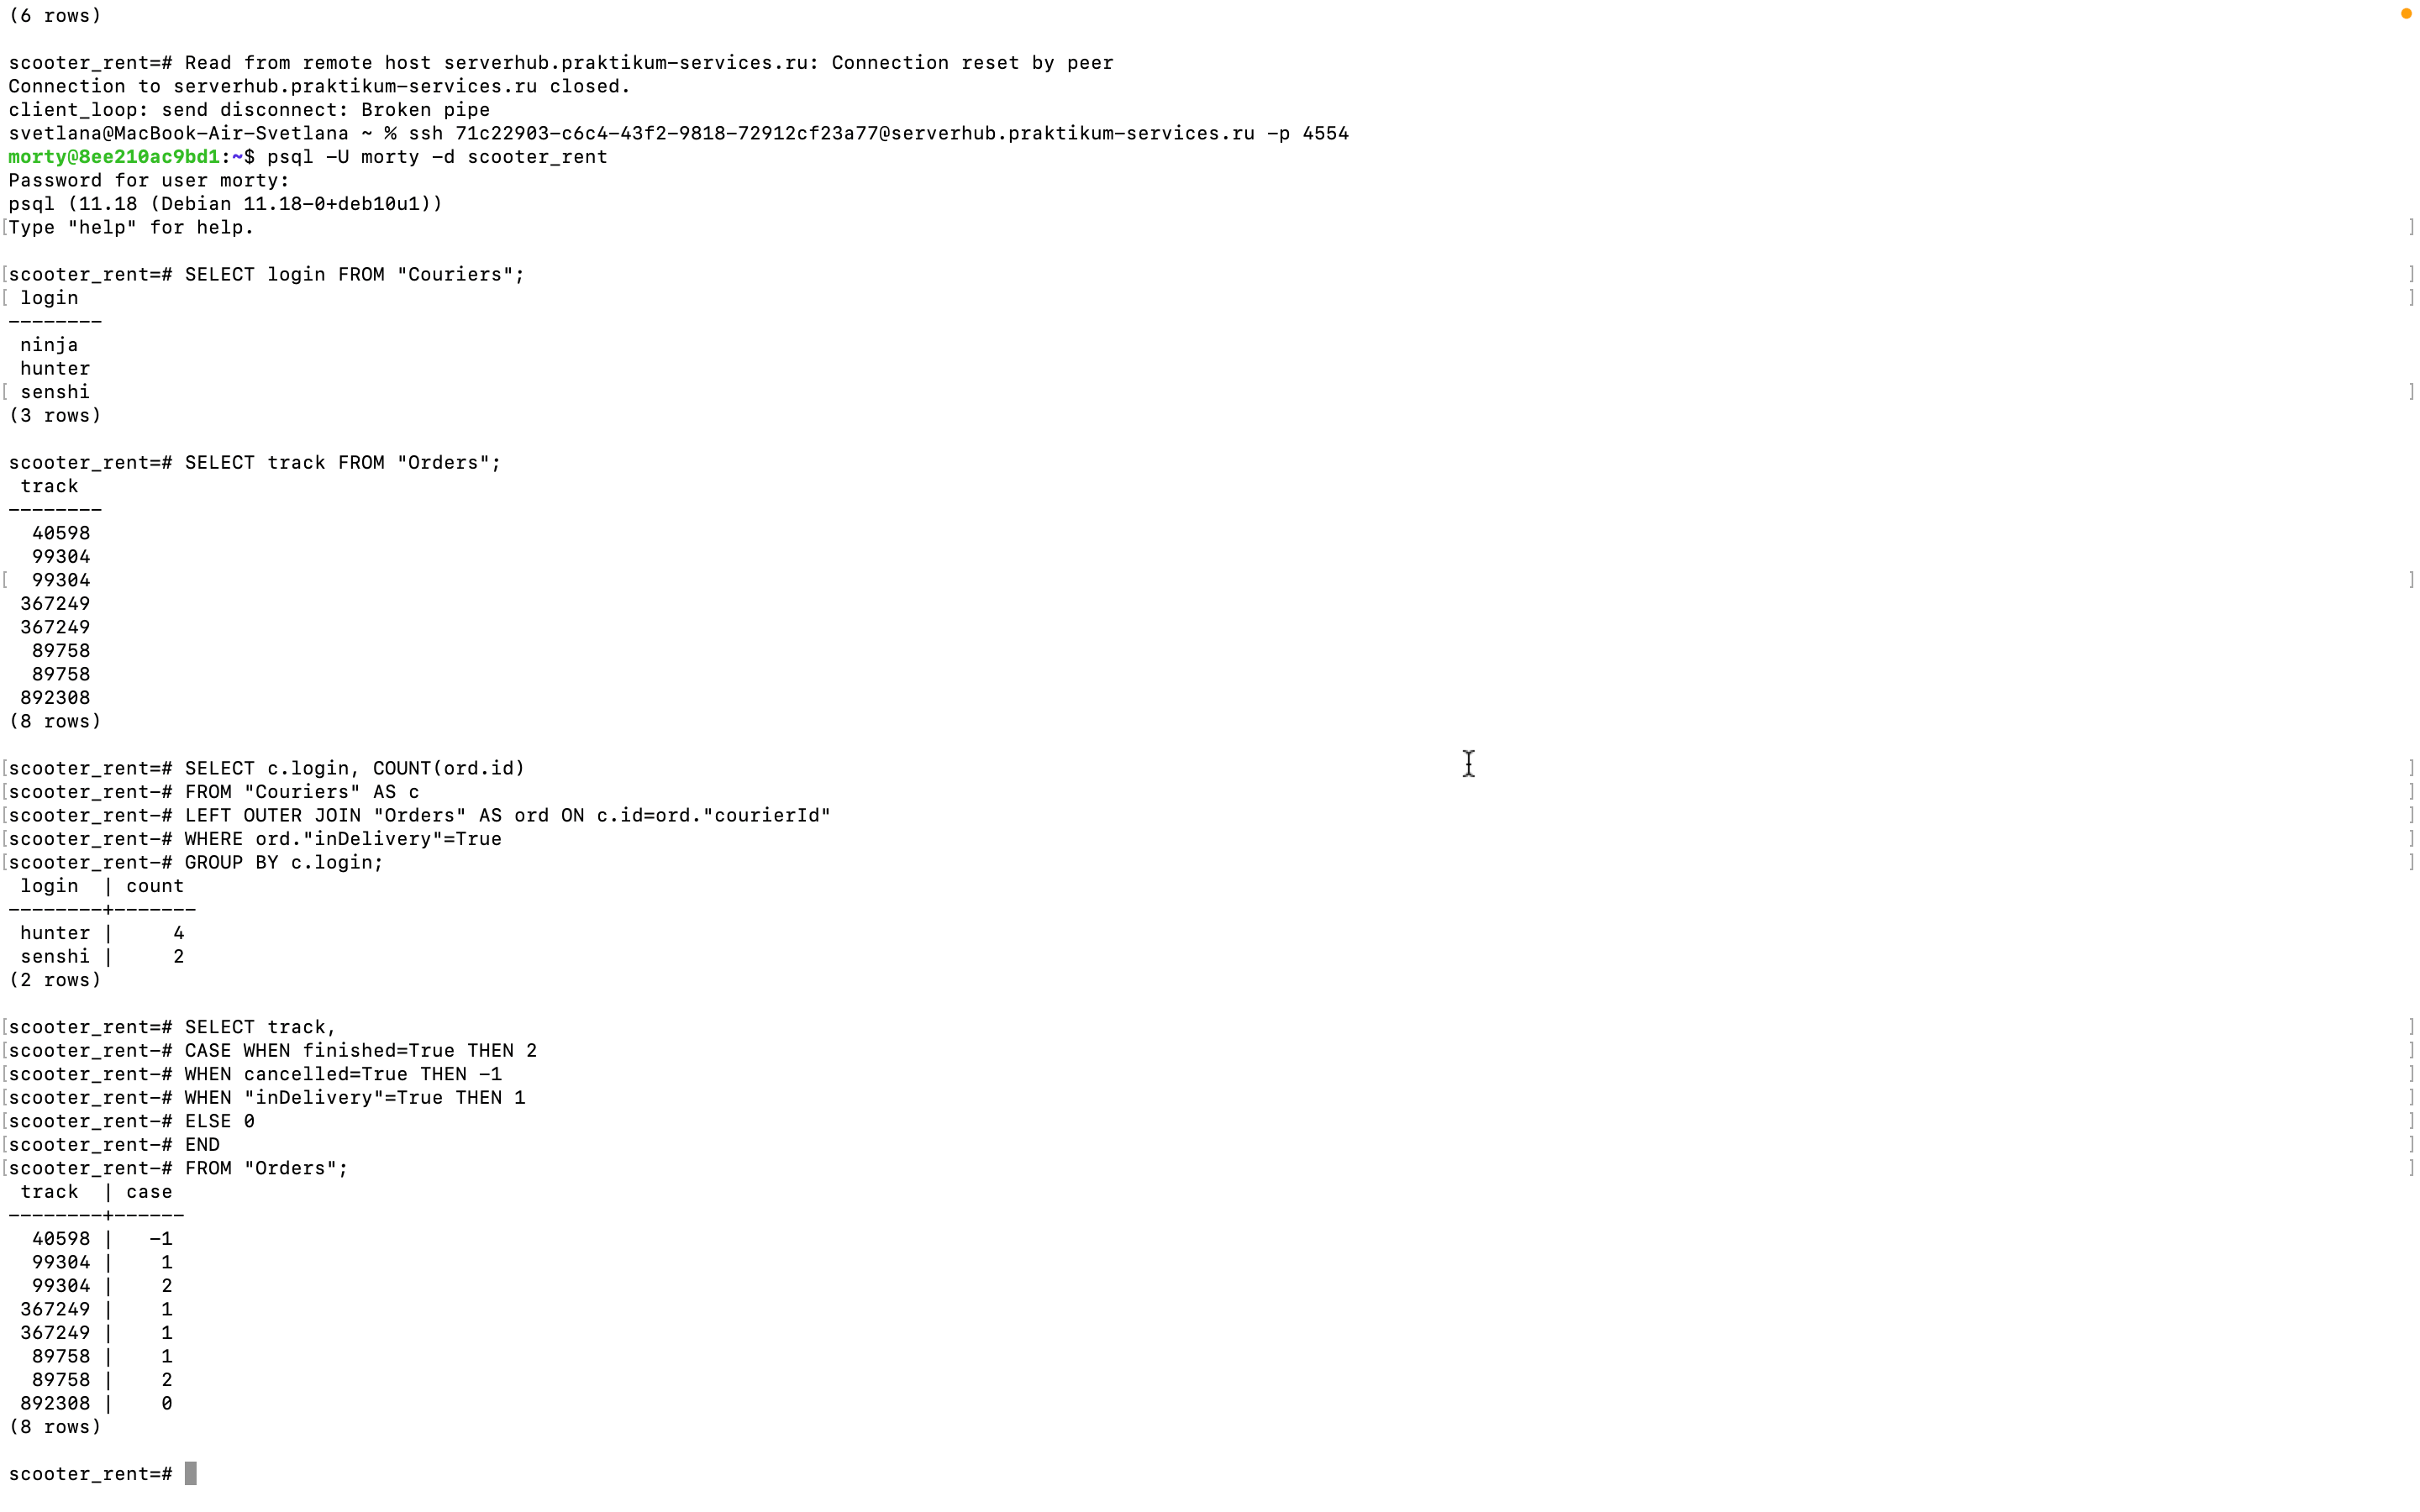 (6 rows)
scooter_rent=# Read from remote host serverhub.praktikum-services.ru: Connection reset by peer
Connection to serverhub.praktikum-services.ru closed.
client_loop: send disconnect: Broken pipe
svetlana@MacBook-Air-Svetlana ~ % ssh 71c22903-c6c4-43f2-9818-72912cf23a77@serverhub.praktikum-services.ru -p 4554
morty@8ee210ac9bd1:~$ psql -U morty -d scooter_rent
Password for user morty:
psql (11.18 (Debian 11.18-0+deb10u1))
[Type "help" for help. ]
[scooter_rent=# SELECT login FROM "Couriers"; ]
[ login ]
--------
ninja
hunter
[ senshi ]
(3 rows)
scooter_rent=# SELECT track FROM "Orders";
track
--------
40598
99304
[ 99304 ]
367249
367249
89758
89758
892308
(8 rows)
[scooter_rent=# SELECT c.login, COUNT(ord.id) ]
[scooter_rent-# FROM "Couriers" AS c ]
[scooter_rent-# LEFT OUTER JOIN "Orders" AS ord ON c.id=ord."courierId" ]
[scooter_rent-# WHERE ord."inDelivery"=True ]
[scooter_rent-# GROUP BY c.login; ]
login | count
--------+-------
hunter | 4
senshi | 2
(2 rows)
[scooter_rent=# SELECT track, ]
[scooter_rent-# CASE WHEN finished=True THEN 2 ]
[scooter_rent-# WHEN cancelled=True THEN -1 ]
[scooter_rent-# WHEN "inDelivery"=True THEN 1 ]
[scooter_rent-# ELSE 0 ]
[scooter_rent-# END ]
[scooter_rent-# FROM "Orders"; ]
track | case
--------+------
40598 | -1
99304 | 1
99304 | 2
367249 | 1
367249 | 1
89758 | 1
89758 | 2
892308 | 0
(8 rows)
scooter_rent=#